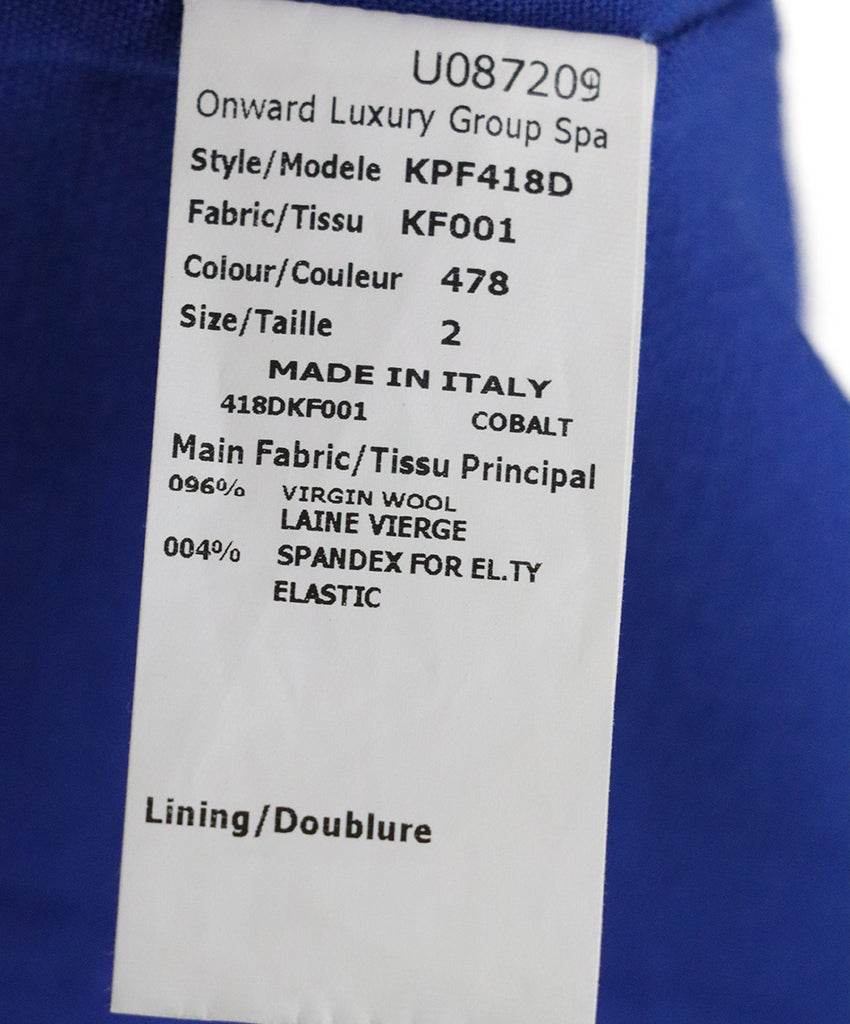 U087209
Onward Luxury Group Spa
Style/Modele KPF418D
Fabric/Tissu KF001
Colour/Couleur 478
Size/Taille 2
MADE IN ITALY
418DKF001 COBALT
Main Fabric/Tissu Principal
096% VIRGIN WOOL
LAINE VIERGE
004% SPANDEX FOR EL.TY
ELASTIC
Lining/Doublure